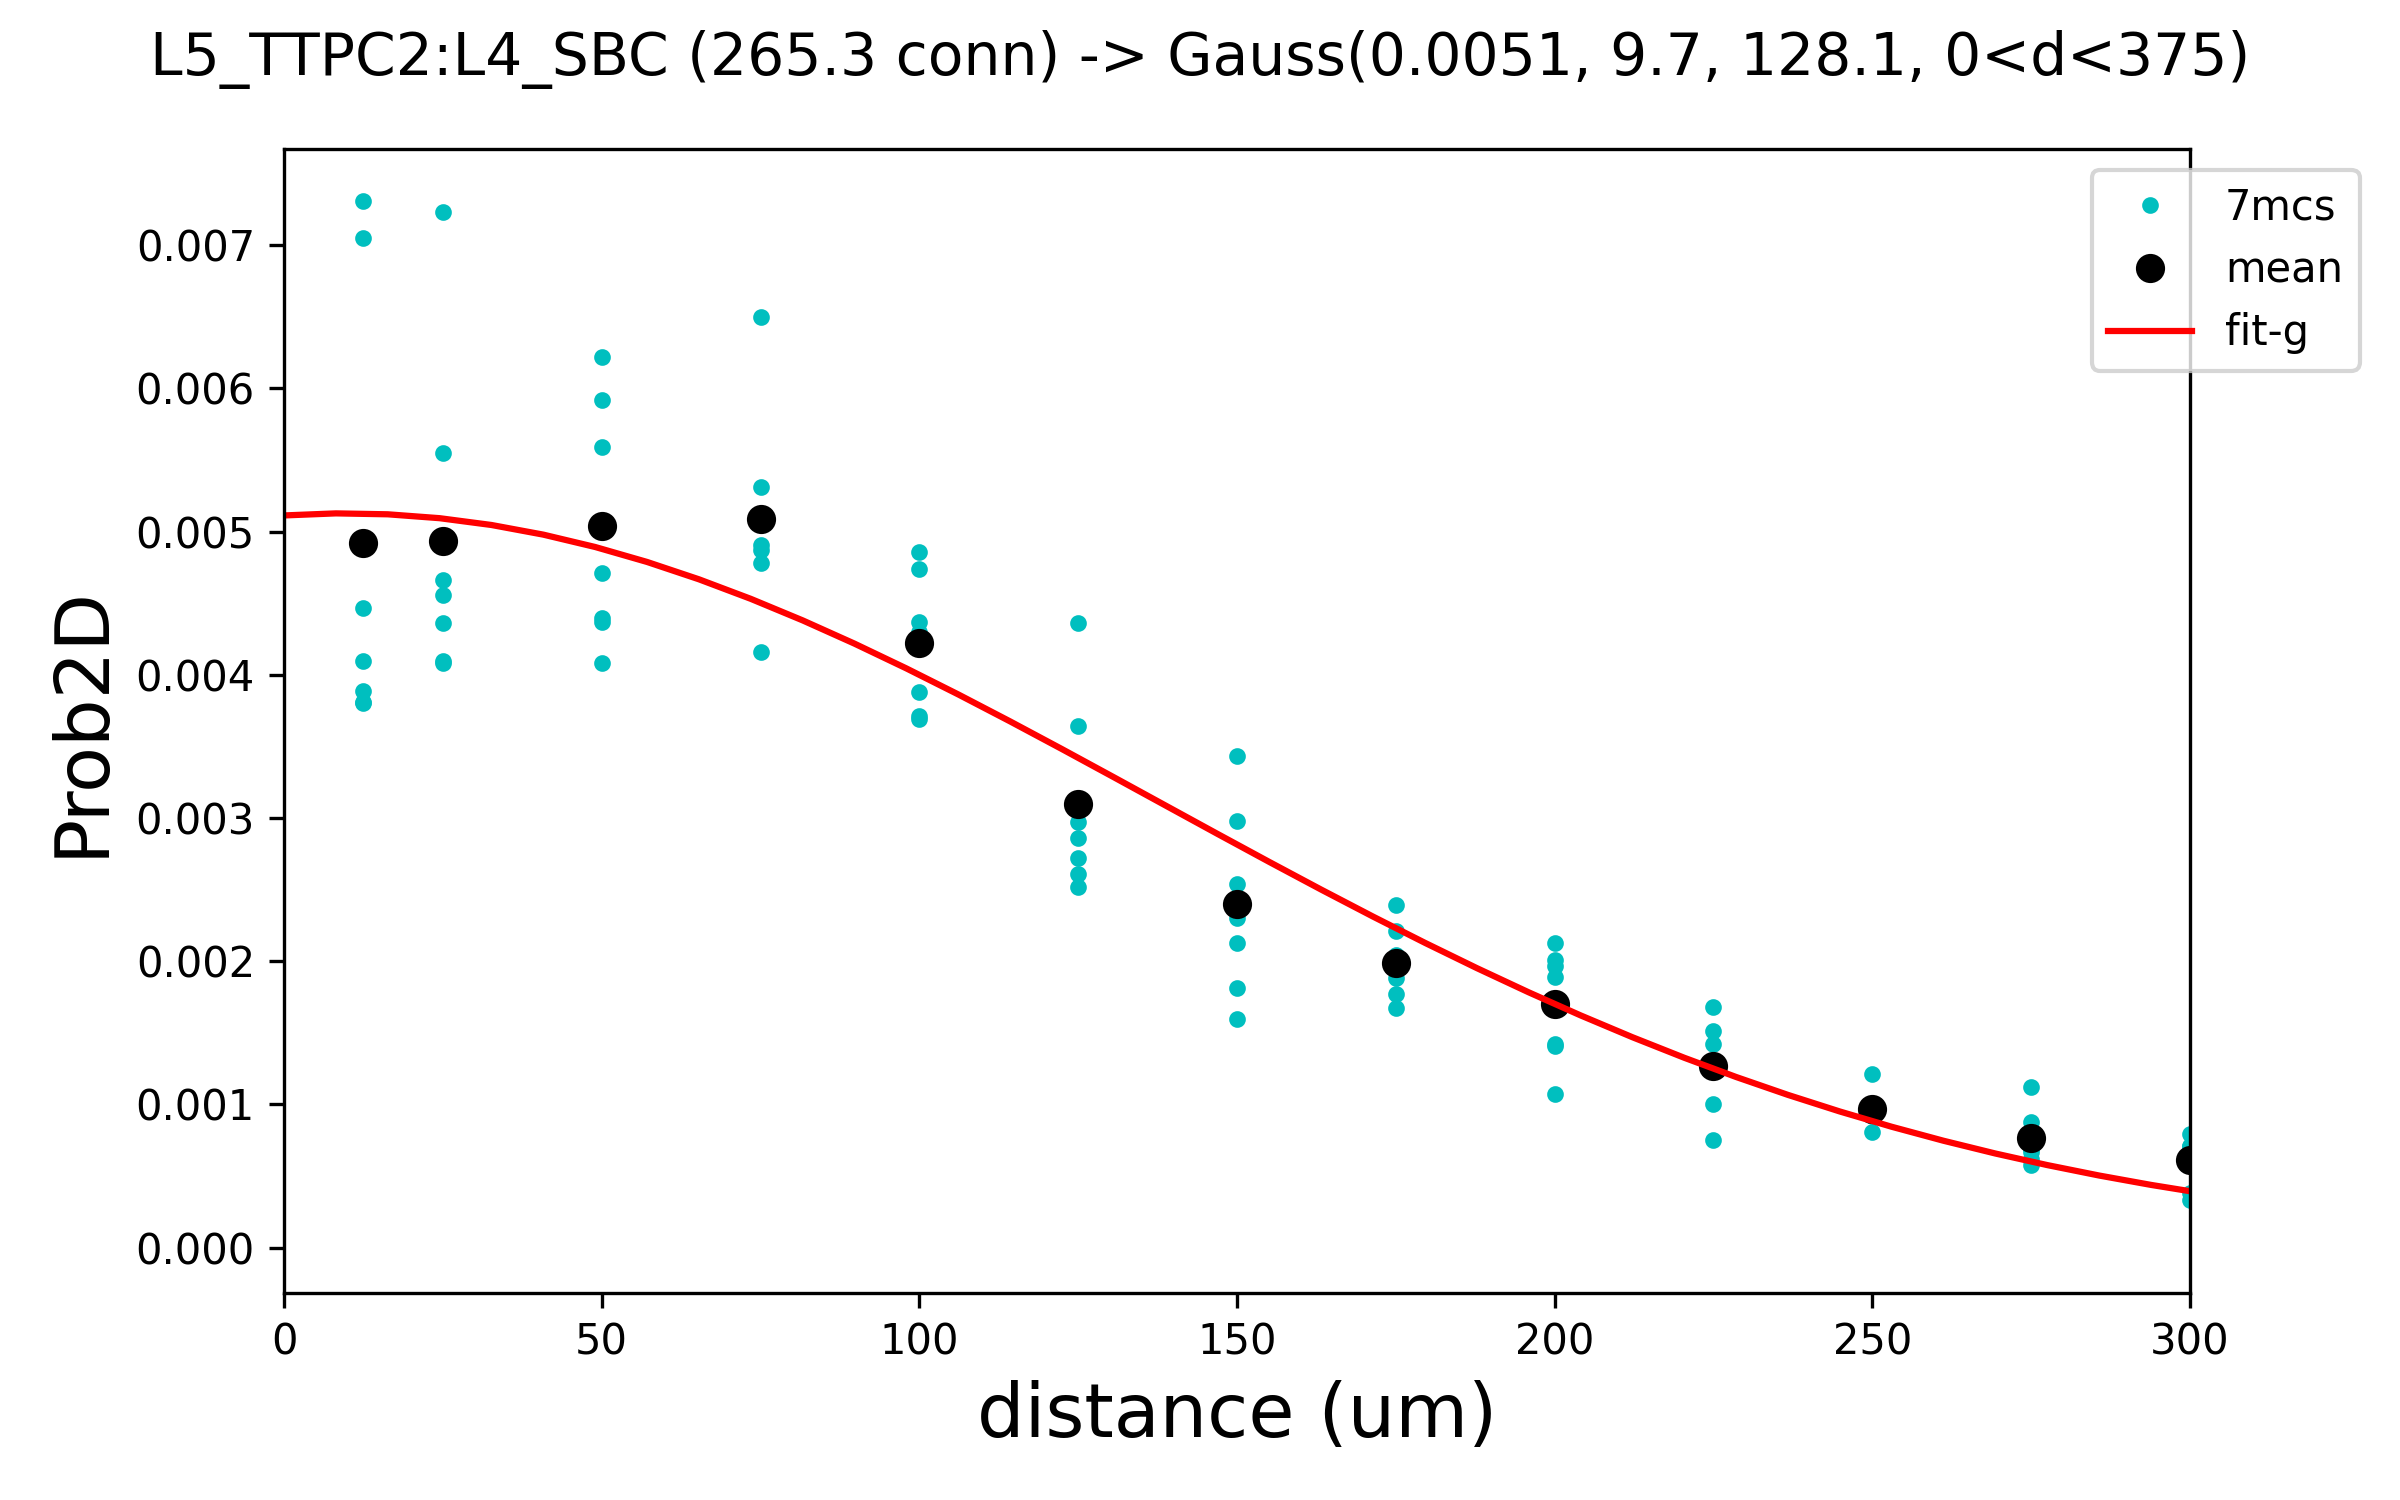 L5_TTPC2:L4_SBC (265.3 conn) -> Gauss(0.0051, 9.7, 128.1, 0<d<375)
7mcs
mean
fit-g
Prob2D
0.007
0.006
0.005
0.004
0.003
0.002
0.001
0.000
0 50 100 150 200 250 300
distance (um)